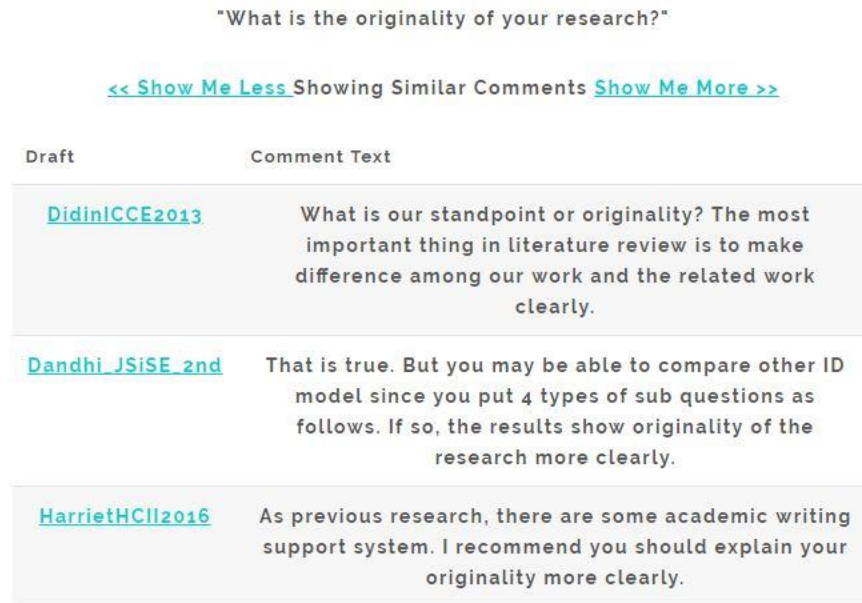 "What is the originality of your research?"
<< Show Me Less Showing Similar Comments Show Me More >>
Draft Comment Text
DidinICCE2013 What is our standpoint or originality? The most
important thing in literature review is to make
difference among our work and the related work
clearly.
Dandhi_JSiSE_2nd That is true. But you may be able to compare other ID
model since you put 4 types of sub questions as
follows. If so, the results show originality of the
research more clearly.
HarrietHCII2016 As previous research, there are some academic writing
support system. I recommend you should explain your
originality more clearly.